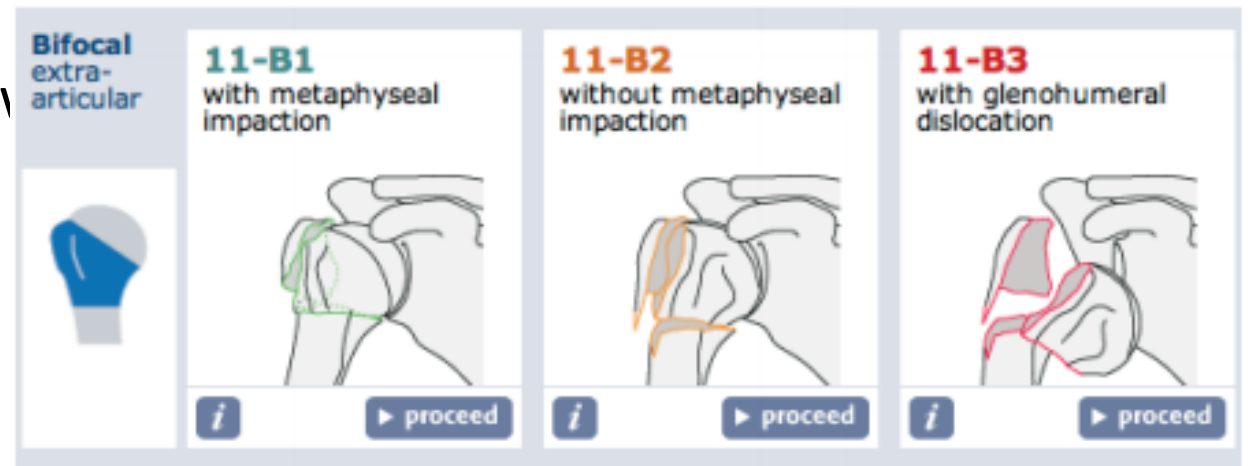 Bifocal
extra-
articular
11-B1
with metaphyseal
impaction
i
proceed
11-B2
without metaphyseal
impaction
i
proceed
11-B3
with glenohumeral
dislocation
i
proceed